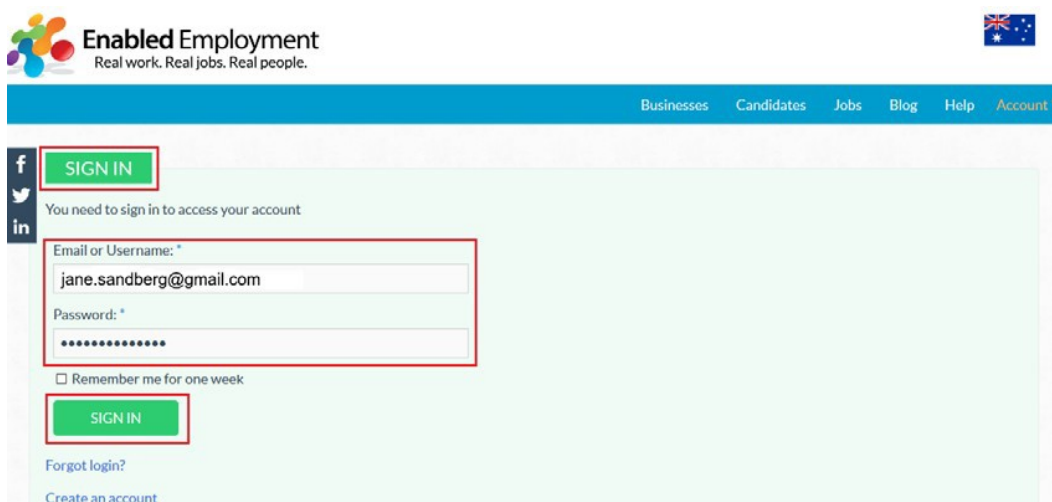 Enabled Employment
Real work. Real jobs. Real people.
Businesses Candidates Jobs Blog Help Account
f
in
SIGN IN
You need to sign in to access your account
Email or Username: *
jane.sandberg@gmail.com
Password: *
••••••••••••••
Remember me for one week
SIGN IN
Forgot login?
Create an account